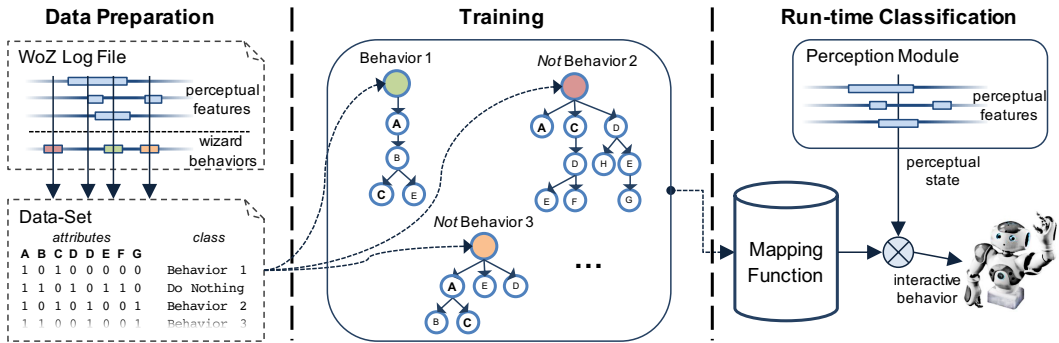 Data Preparation
WoZ Log File
perceptual
features
wizard
behaviors
Data-Set
attributes class
A B C D D E F G
1 0 1 0 0 0 0 0 Behavior 1
1 1 0 1 0 1 1 0 Do Nothing
1 0 1 0 1 0 0 1 Behavior 2
1 1 0 0 1 0 0 1 Behavior 3
Training
Behavior 1
A
B
C E
Not Behavior 2
A C D
D H E
E F G
Not Behavior 3
A E D
B C
...
Run-time Classification
Perception Module
perceptual
features
perceptual
state
Mapping
Function
interactive
behavior